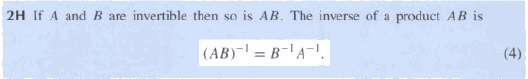 2H If A and B are invertible then so is AB. The inverse of a product AB is
(AB)⁻¹ = B⁻¹A⁻¹. (4)